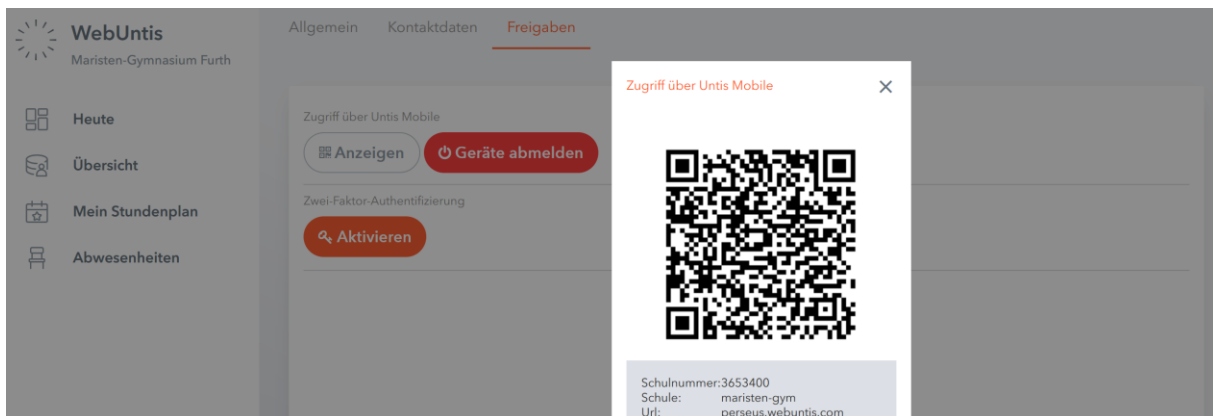 WebUntis
Maristen-Gymnasium Furth
Heute
Übersicht
Mein Stundenplan
Abwesenheiten
Allgemein Kontaktdaten Freigaben
Zugriff über Untis Mobile
Anzeigen Geräte abmelden
Zwei-Faktor-Authentifizierung
Aktivieren
Zugriff über Untis Mobile
Schulnummer:3653400
Schule: maristen-gym
Url: perseus.webuntis.com